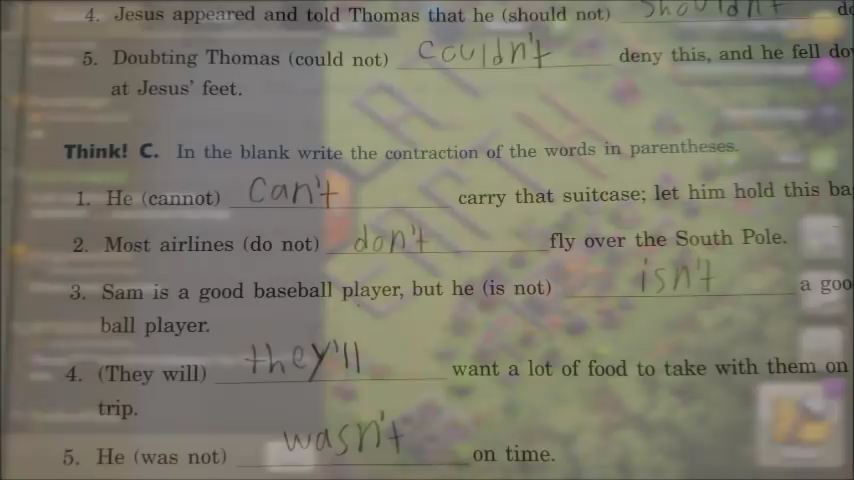 4. Jesus appeared and told Thomas that he (should not) shouldn't
5. Doubting Thomas (could not) couldn't deny this, and he fell
at Jesus' feet.
Think! C. In the blank write the contraction of the words in parentheses.
1. He (cannot) can't carry that suitcase; let him hold this
2. Most airlines (do not) don't fly over the South Pole.
3. Sam is a good baseball player, but he (is not) isn't a
ball player.
4. (They will) they'll want a lot of food to take with them on
trip.
5. He (was not) wasn't on time.